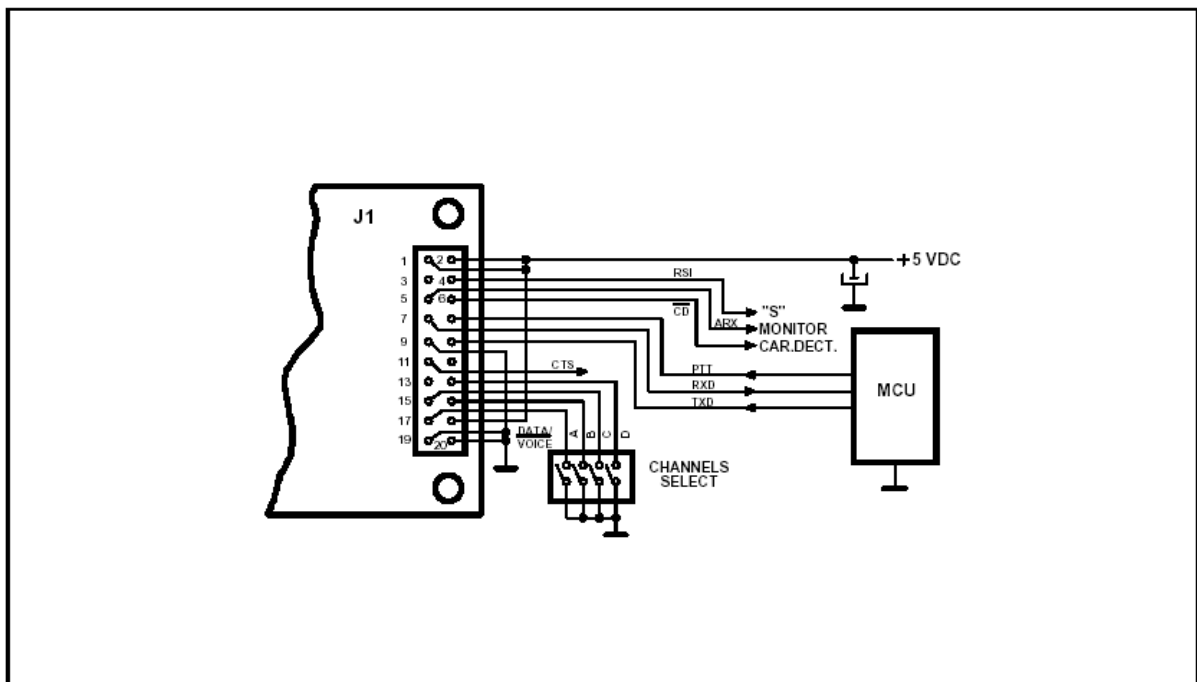 J1
1
2
3
4
5
6
7
9
11
13
15
17
19
20
+5 VDC
RSI
"S"
CD
ARX
MONITOR
CAR.DECT.
PTT
RXD
TXD
MCU
CTS
DATA/
VOICE
A
B
C
D
CHANNELS
SELECT